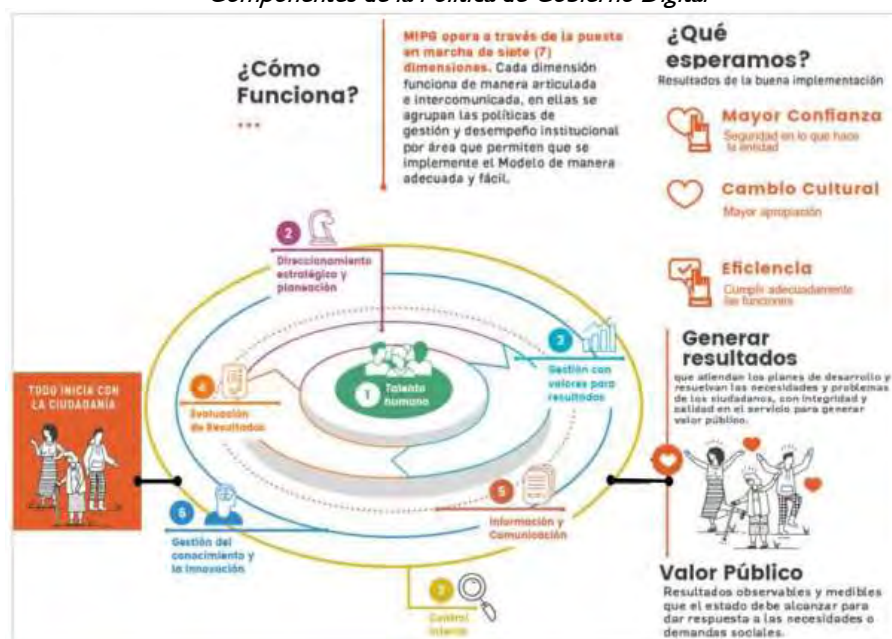 Componentes de la Política de Gobierno Digital
¿Cómo
Funciona?
...
MIPG opera a través de la puesta
en marcha de siete (7)
dimensiones. Cada dimensión
funciona de manera articulada
e intercomunicada, en ellas se
agrupan las políticas de
gestión y desempeño institucional
por área que permiten que se
implemente el Modelo de manera
adecuada y fácil.
¿Qué
esperamos?
Resultados de la buena implementación
Mayor Confianza
Seguridad en lo que hace
la entidad
Cambio Cultural
Mayor apropiación
Eficiencia
Cumplir adecuadamente
las funciones
Generar
resultados
que atiendan los planes de desarrollo y
resuelvan las necesidades y problemas
de los ciudadanos, con integridad y
calidad en el servicio para generar
valor público.
Valor Público
Resultados observables y medibles
que el estado debe alcanzar para
dar respuesta a las necesidades o
demandas sociales.
TODO INICIA CON
LA CIUDADANÍA
1
Talento
humano
2
Direccionamiento
estratégico y
planeación
3
Gestión con
valores para
resultados
4
Evaluación
de Resultados
5
Información y
Comunicación
6
Gestión del
conocimiento y
la innovación
7
Control
interno